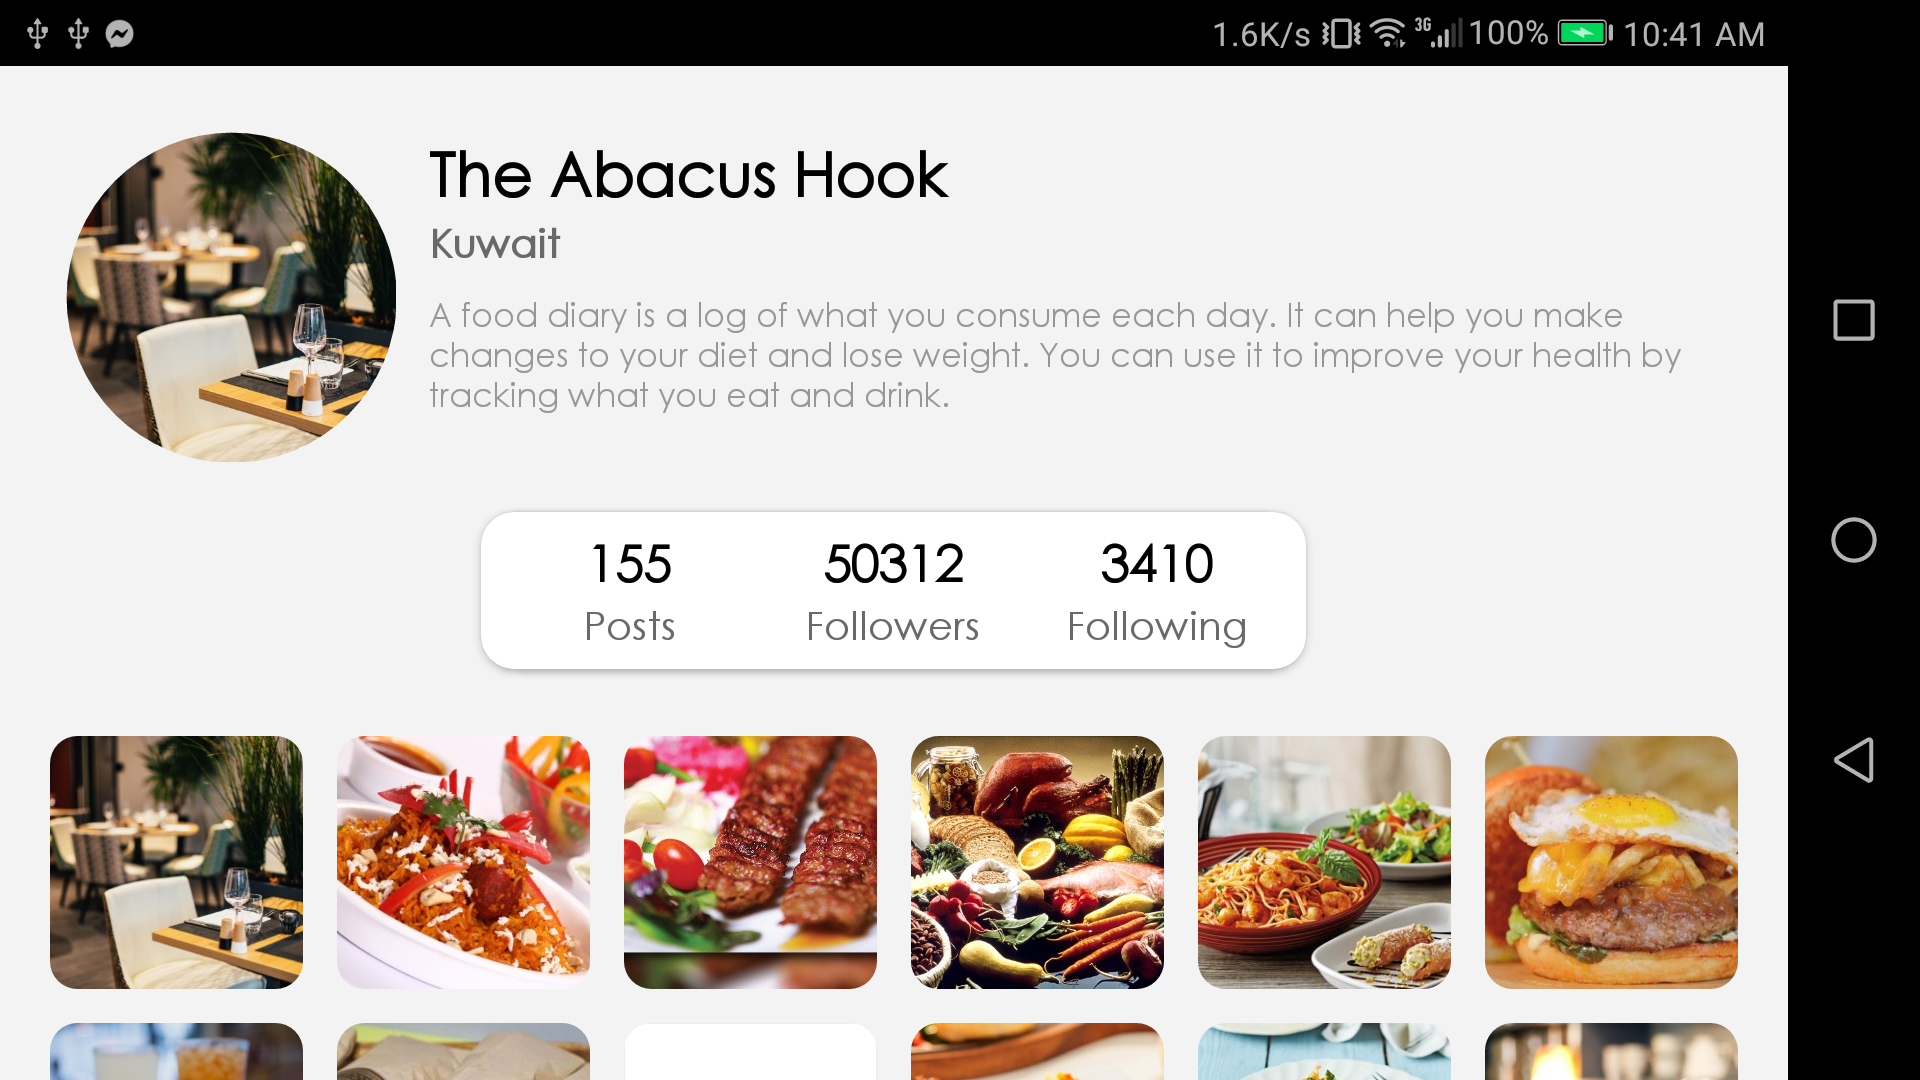 1.6K/s 3G 100% 10:41 AM
The Abacus Hook
Kuwait
A food diary is a log of what you consume each day. It can help you make
changes to your diet and lose weight. You can use it to improve your health by
tracking what you eat and drink.
155 50312 3410
Posts Followers Following